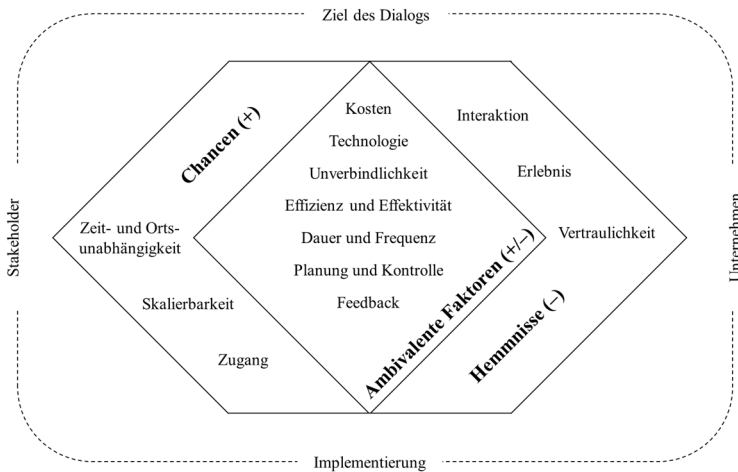 Ziel des Dialogs
Stakeholder
Chancen (+)
Zeit- und Orts-
unabhängigkeit
Skalierbarkeit
Zugang
Kosten
Technologie
Unverbindlichkeit
Effizienz und Effektivität
Dauer und Frequenz
Planung und Kontrolle
Feedback
Ambivalente Faktoren (+/–)
Interaktion
Erlebnis
Vertraulichkeit
Hemmnisse (–)
Unternehmen
Implementierung